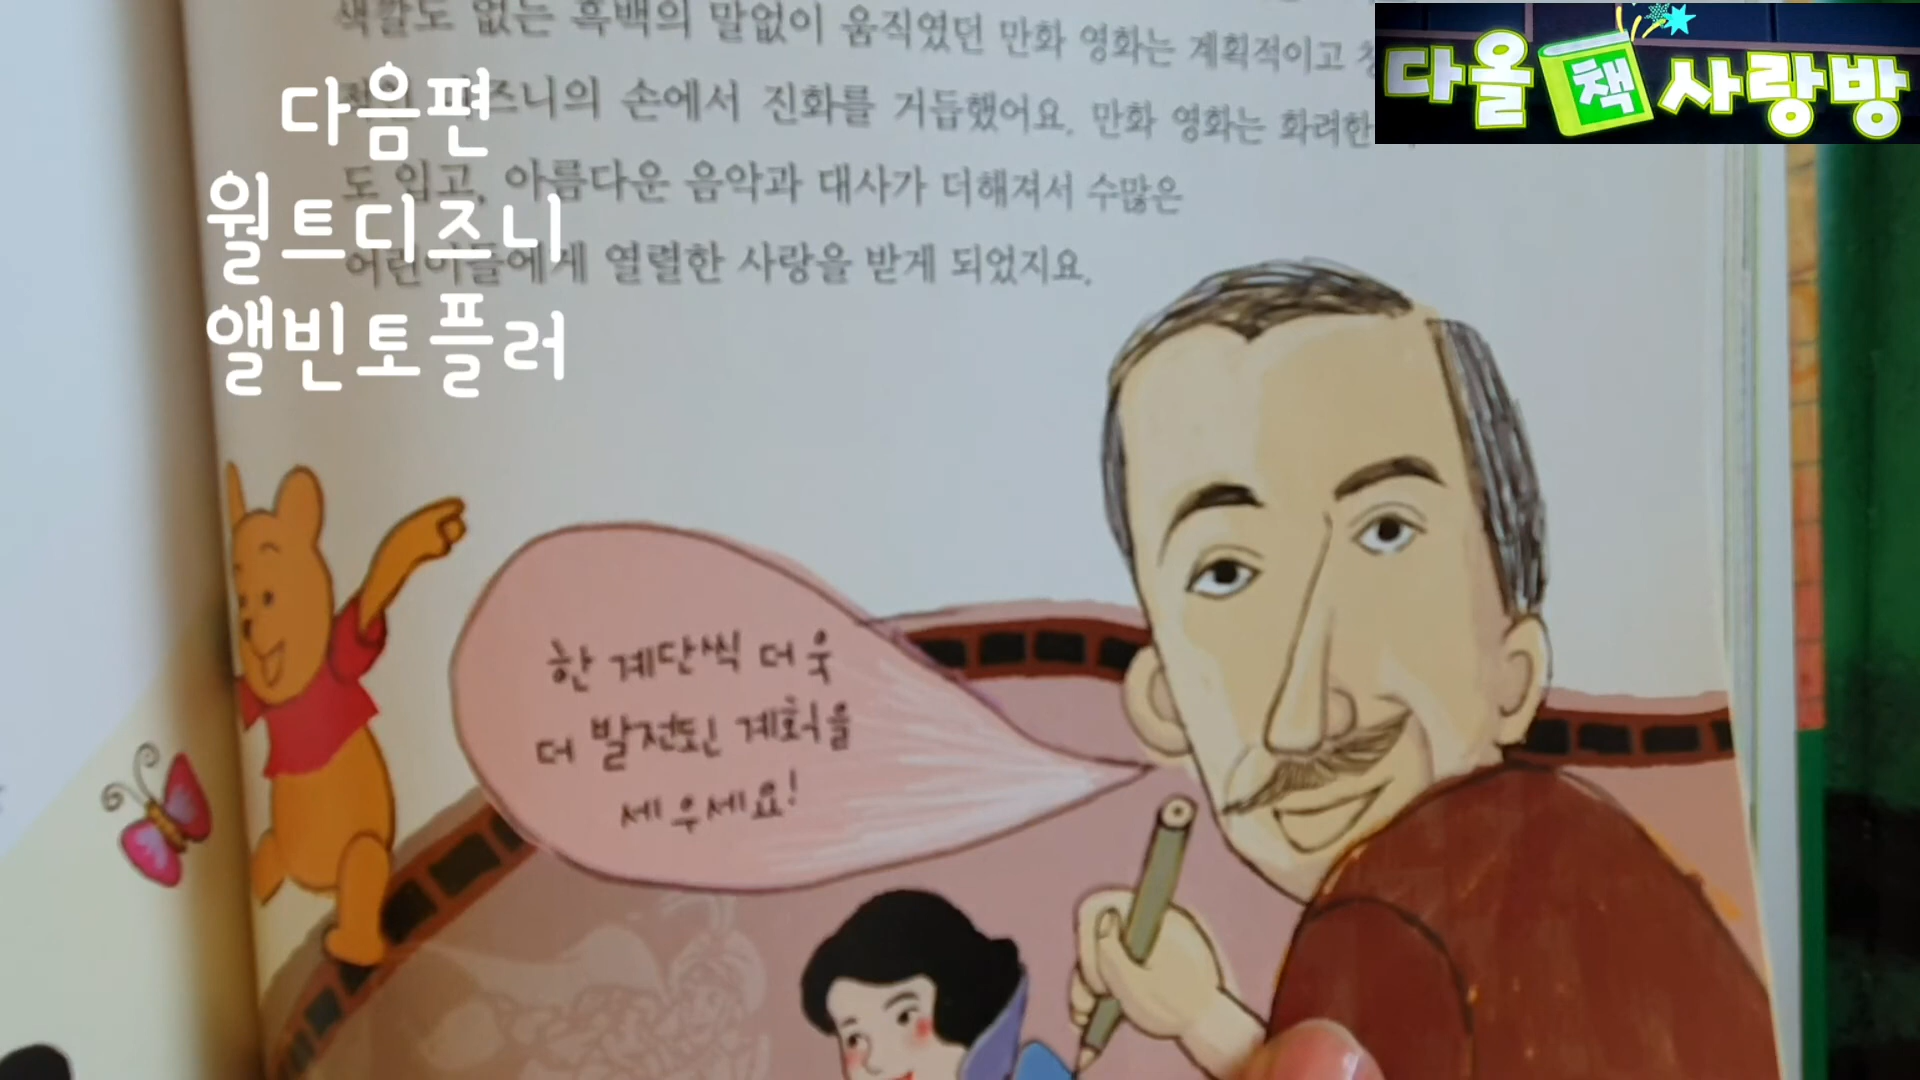 색깔도 없는 흑백의 말없이 움직였던 만화 영화는 계획적이고
즈니의 손에서 진화를 거듭했어요. 만화 영화는 화려한
도 입고, 아름다운 음악과 대사가 더해져서 수많은
어린이들에게 열렬한 사랑을 받게 되었지요.
다음편
월트디즈니
앨빈토플러
다올 책 사랑방
한 계단씩 더욱
더 발전된 계획을
세우세요!